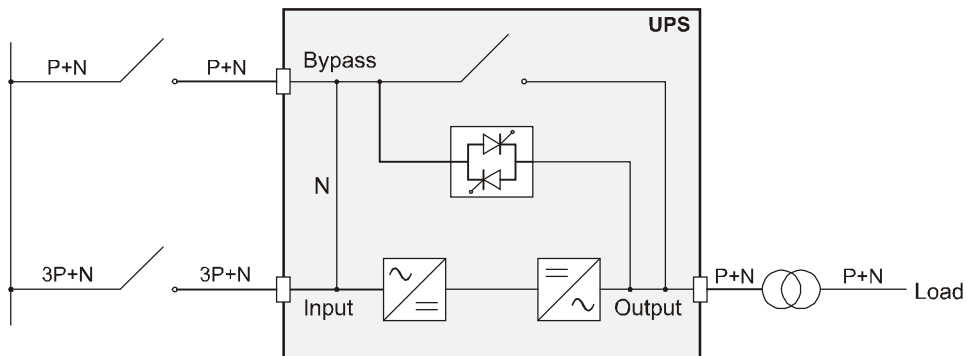 UPS
P+N
P+N
Bypass
N
3P+N
3P+N
Input
Output
P+N
P+N
Load